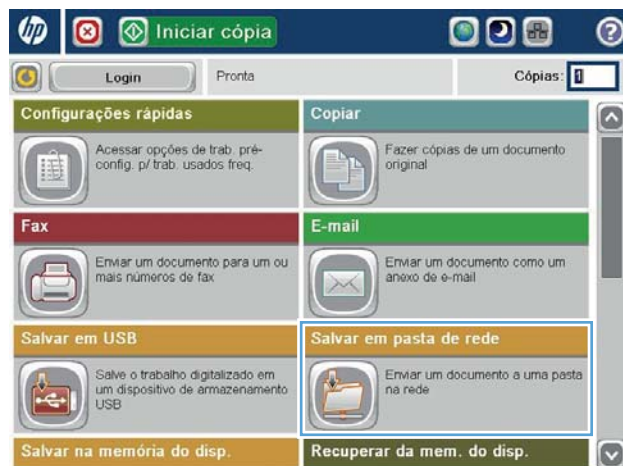 hp
Iniciar cópia
?
Login
Pronta
Cópias: 1
Configurações rápidas
Acessar opções de trab. pré-
config. p/ trab. usados freq.
Copiar
Fazer cópias de um documento
original
Fax
Enviar um documento para um ou
mais números de fax
E-mail
Enviar um documento como um
anexo de e-mail
Salvar em USB
Salve o trabalho digitalizado em
um dispositivo de armazenamento
USB
Salvar em pasta de rede
Enviar um documento a uma pasta
na rede
Salvar na memória do disp.
Recuperar da mem. do disp.